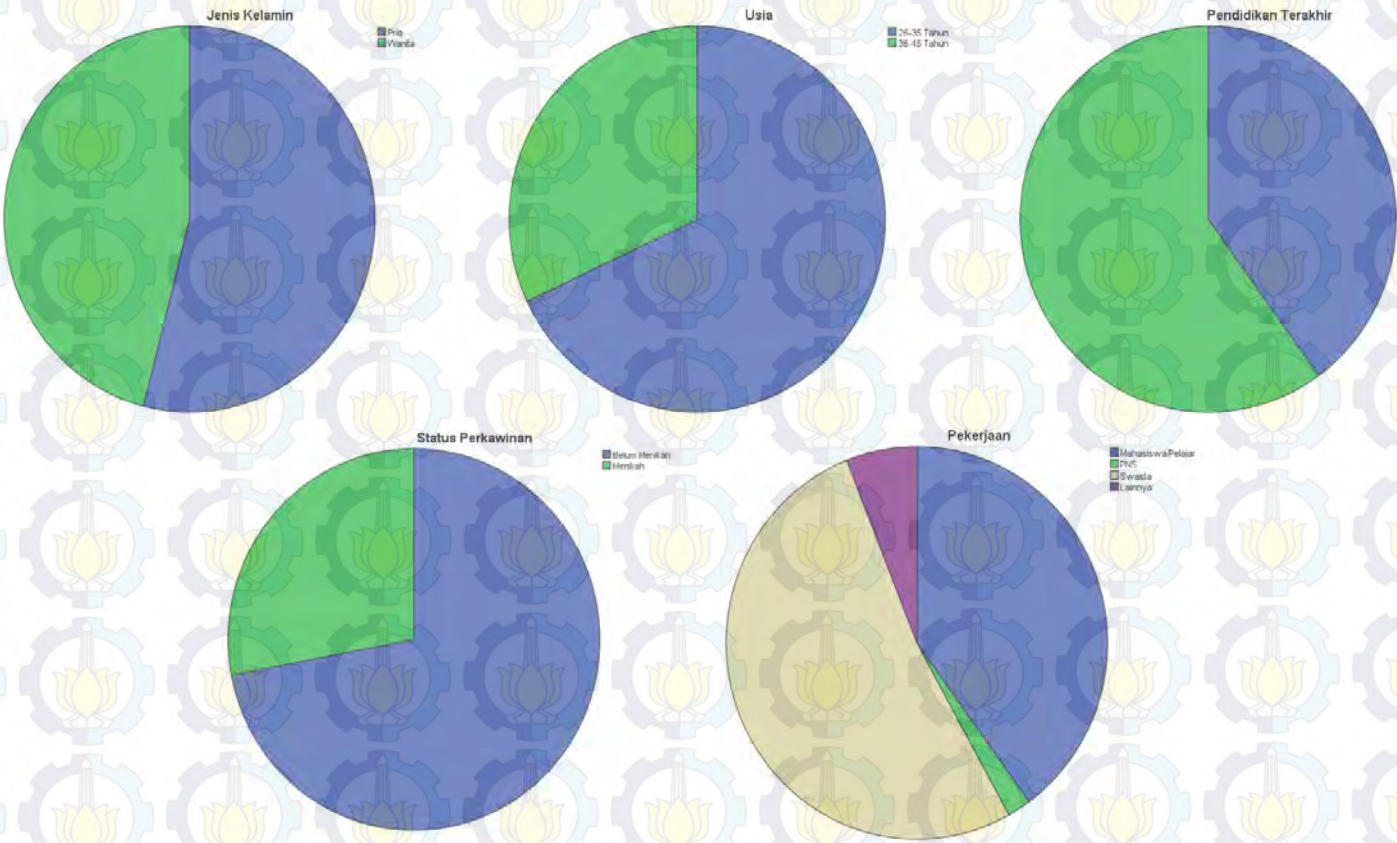 Jenis Kelamin
Pria
Wanita
Usia
26-35 Tahun
36-45 Tahun
Pendidikan Terakhir
Status Perkawinan
Belum Menikah
Menikah
Pekerjaan
Mahasiswa/Pelajar
PNS
Swasta
Lainnya